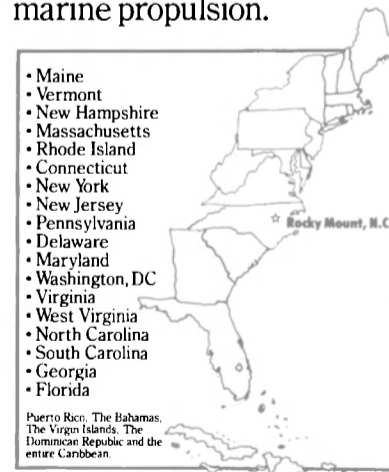 marine propulsion.
• Maine
• Vermont
• New Hampshire
• Massachusetts
• Rhode Island
• Connecticut
• New York
• New Jersey
• Pennsylvania
• Delaware
• Maryland
• Washington, DC
• Virginia
• West Virginia
• North Carolina
• South Carolina
• Georgia
• Florida
Rocky Mount, N.C
Puerto Rico, The Bahamas,
The Virgin Islands, The
Dominican Republic and the
entire Caribbean.